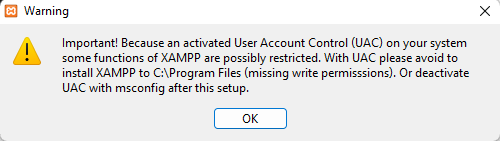 Warning
Important! Because an activated User Account Control (UAC) on your system
some functions of XAMPP are possibly restricted. With UAC please avoid to
install XAMPP to C:\Program Files (missing write permisssions). Or deactivate
UAC with msconfig after this setup.
OK